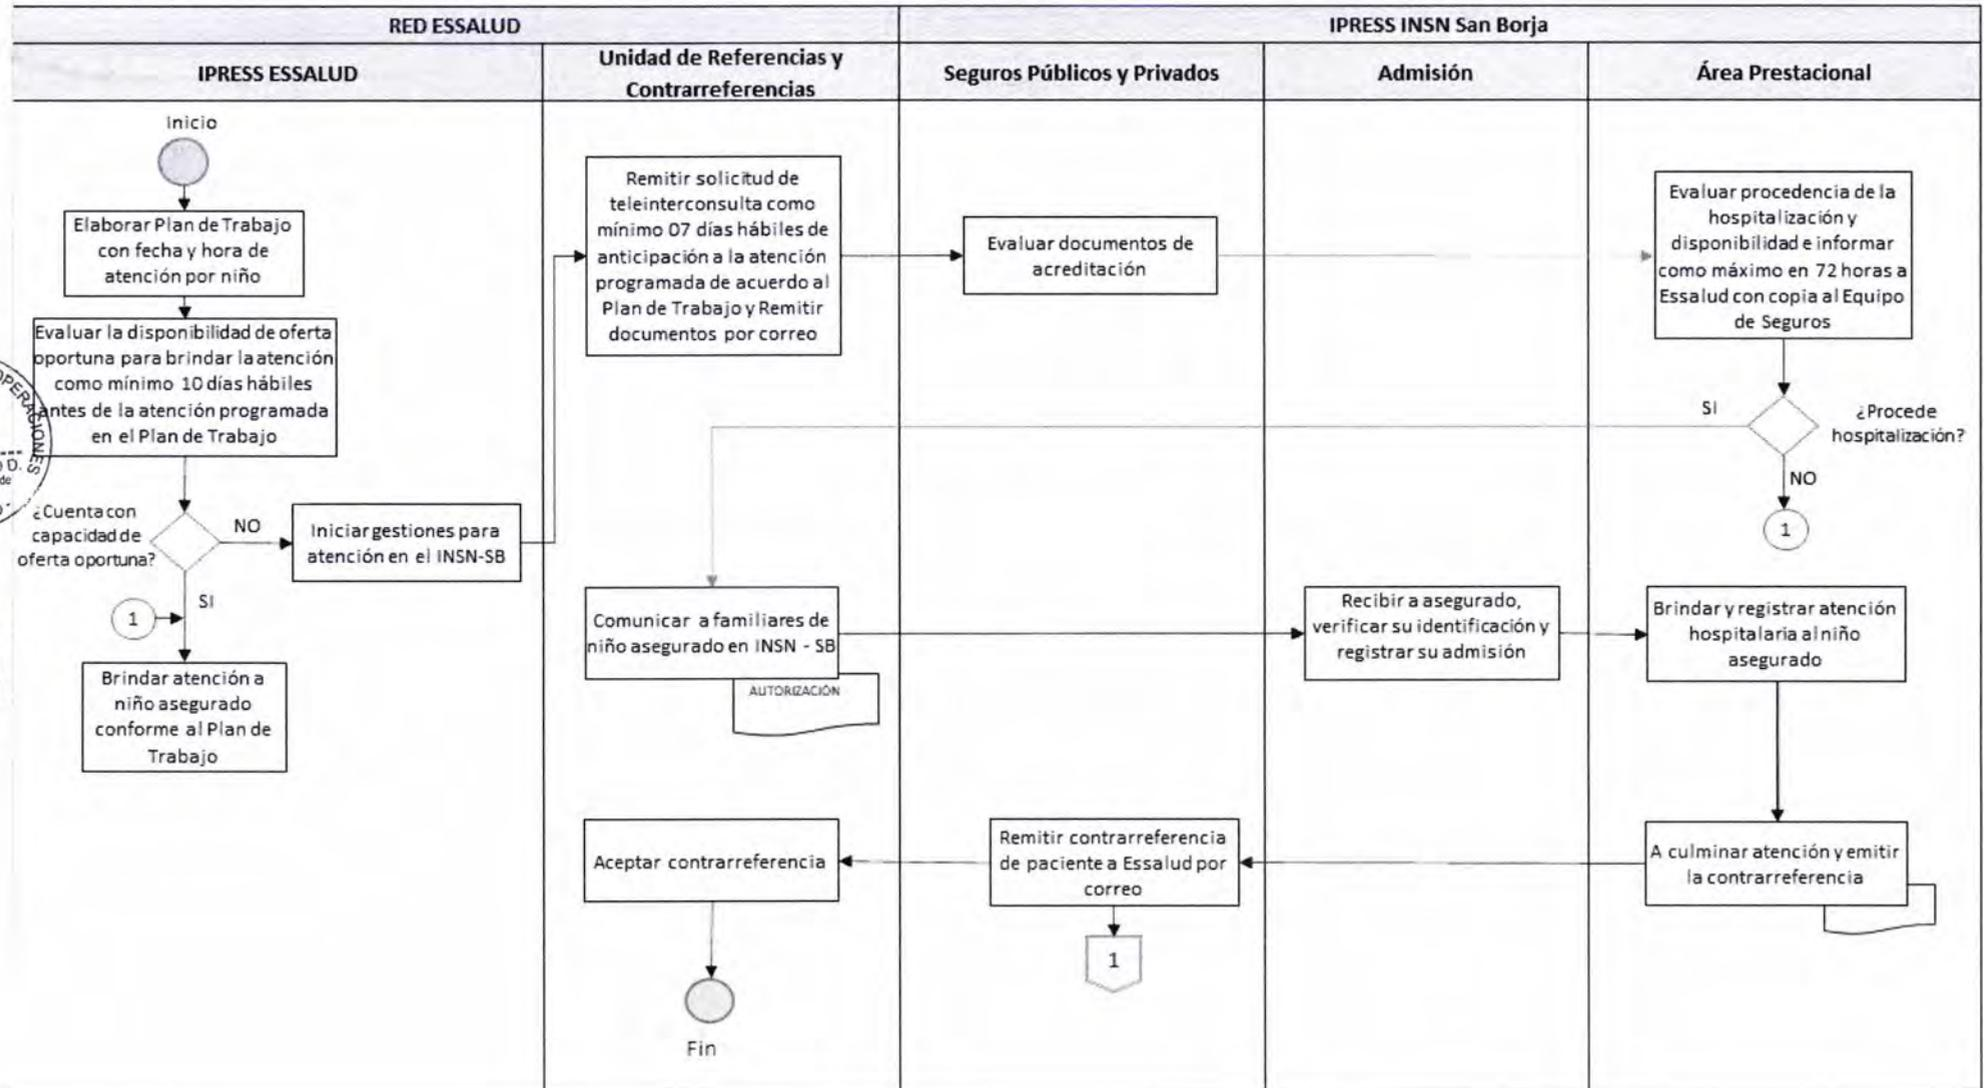 RED ESSALUD
IPRESS INSN San Borja
IPRESS ESSALUD
Unidad de Referencias y
Contrarreferencias
Seguros Públicos y Privados
Admisión
Área Prestacional
Inicio
Elaborar Plan de Trabajo
con fecha y hora de
atención por niño
Evaluar la disponibilidad de oferta
oportuna para brindar la atención
como mínimo 10 días hábiles
antes de la atención programada
en el Plan de Trabajo
OPERACIONES
D.
de
¿Cuenta con
capacidad de
oferta oportuna?
NO
Iniciar gestiones para
atención en el INSN-SB
SI
1
Brindar atención a
niño asegurado
conforme al Plan de
Trabajo
Remitir solicitud de
teleinterconsulta como
mínimo 07 días hábiles de
anticipación a la atención
programada de acuerdo al
Plan de Trabajo y Remitir
documentos por correo
Evaluar documentos de
acreditación
Evaluar procedencia de la
hospitalización y
disponibilidad e informar
como máximo en 72 horas a
Essalud con copia al Equipo
de Seguros
SI
¿Procede
hospitalización?
NO
1
Comunicar a familiares de
niño asegurado en INSN - SB
AUTORIZACIÓN
Recibir a asegurado,
verificar su identificación y
registrar su admisión
Brindar y registrar atención
hospitalaria al niño
asegurado
A culminar atención y emitir
la contrarreferencia
Remitir contrarreferencia
de paciente a Essalud por
correo
1
Aceptar contrarreferencia
Fin